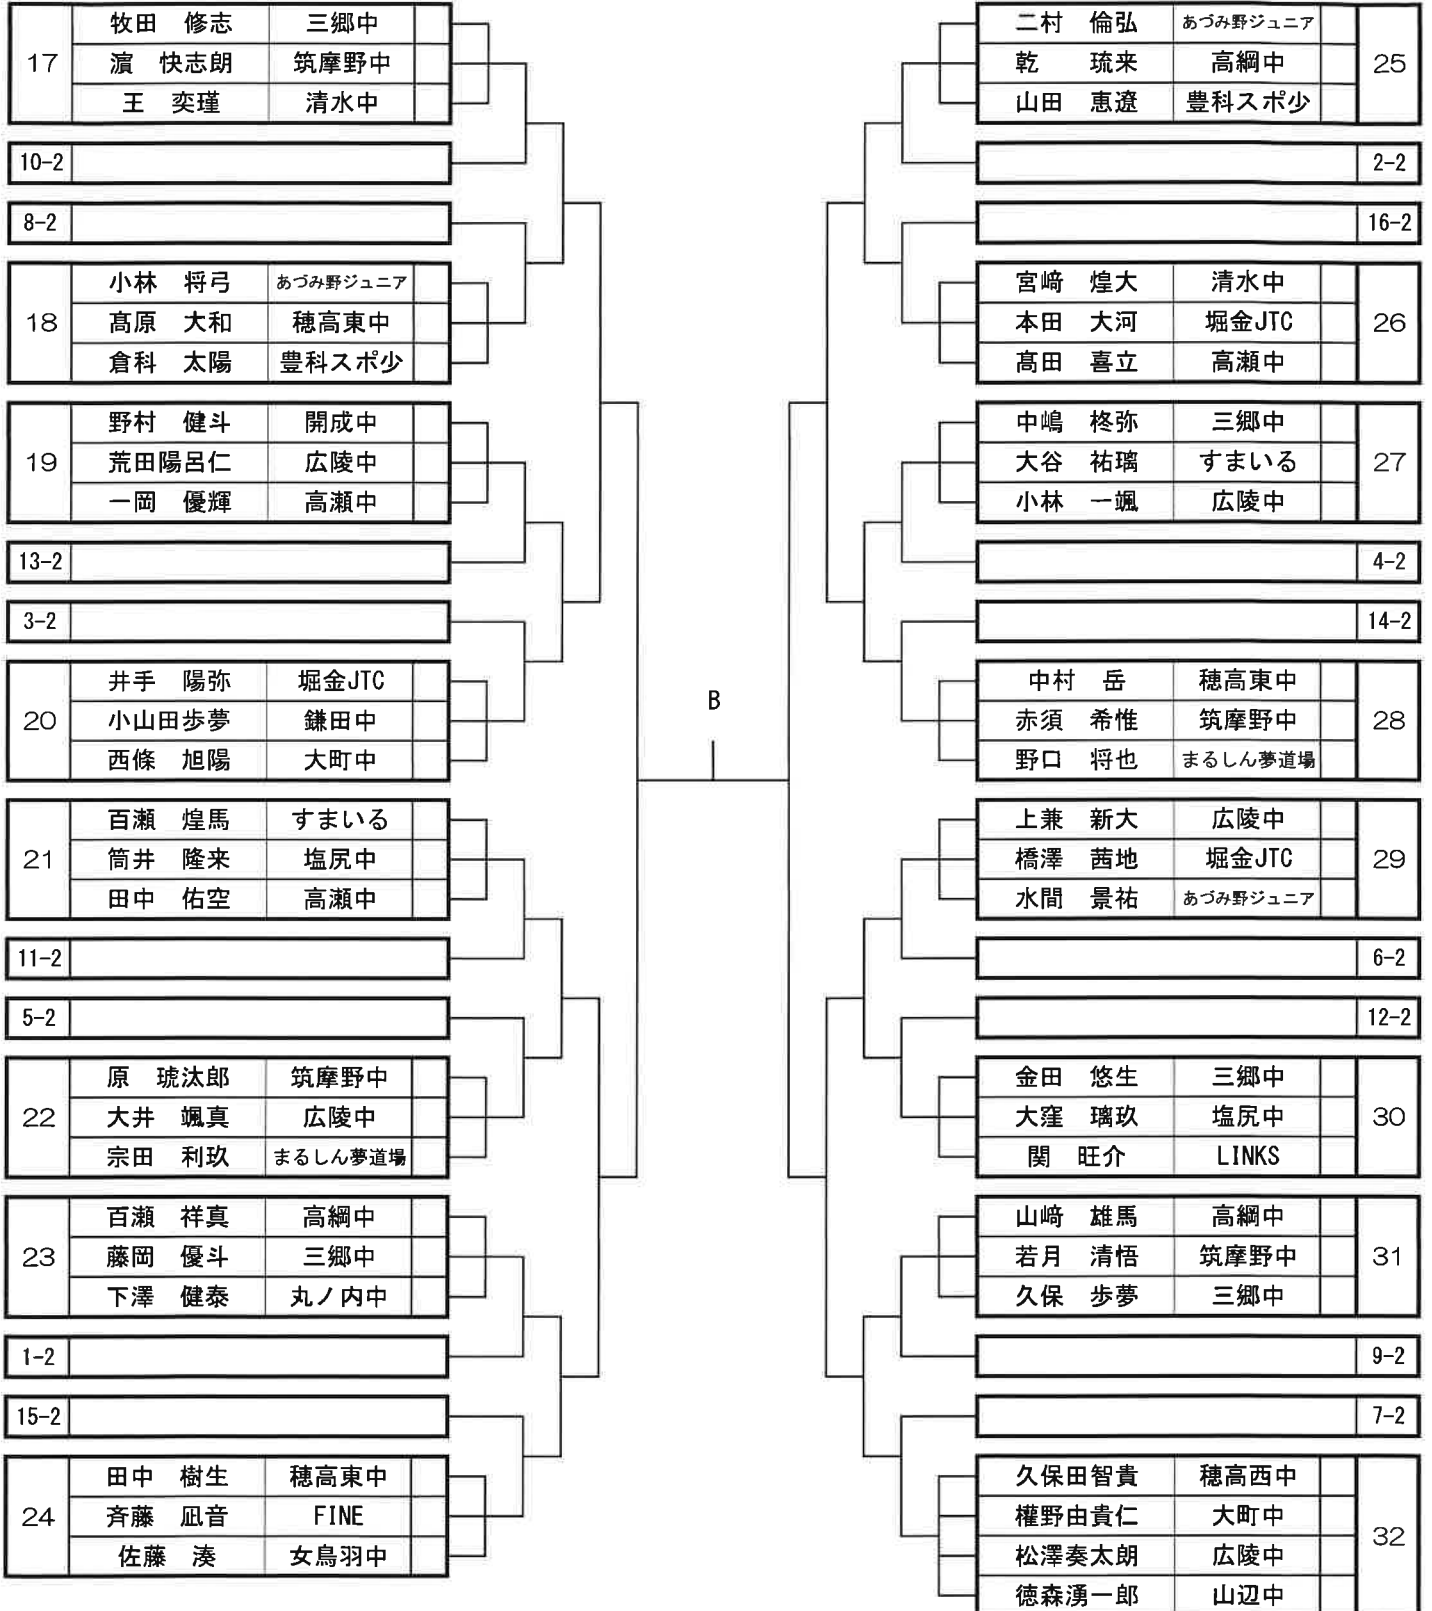 17
牧田 修志 三郷中
濵 快志朗 筑摩野中
王 奕瑾 清水中
10-2
8-2
18
小林 将弓 あづみ野ジュニア
髙原 大和 穂高東中
倉科 太陽 豊科スポ少
19
野村 健斗 開成中
荒田陽呂仁 広陵中
一岡 優輝 高瀬中
13-2
3-2
20
井手 陽弥 堀金JTC
小山田歩夢 鎌田中
西條 旭陽 大町中
21
百瀬 煌馬 すまいる
筒井 隆来 塩尻中
田中 佑空 高瀬中
11-2
5-2
22
原 琥汰郎 筑摩野中
大井 颯真 広陵中
宗田 利玖 まるしん夢道場
23
百瀬 祥真 高綱中
藤岡 優斗 三郷中
下澤 健泰 丸ノ内中
1-2
15-2
24
田中 樹生 穂高東中
斉藤 凪音 FINE
佐藤 湊 女鳥羽中
B
二村 倫弘 あづみ野ジュニア
乾 琉来 高綱中
山田 恵遼 豊科スポ少
25
2-2
16-2
宮﨑 煌大 清水中
本田 大河 堀金JTC
髙田 喜立 高瀬中
26
中嶋 柊弥 三郷中
大谷 祐璃 すまいる
小林 一颯 広陵中
27
4-2
14-2
中村 岳 穂高東中
赤須 希惟 筑摩野中
野口 将也 まるしん夢道場
28
上兼 新大 広陵中
橋澤 茜地 堀金JTC
水間 景祐 あづみ野ジュニア
29
6-2
12-2
金田 悠生 三郷中
大窪 璃玖 塩尻中
関 旺介 LINKS
30
山﨑 雄馬 高綱中
若月 清悟 筑摩野中
久保 歩夢 三郷中
31
9-2
7-2
久保田智貴 穂高西中
權野由貴仁 大町中
松澤奏太朗 広陵中
徳森湧一郎 山辺中
32